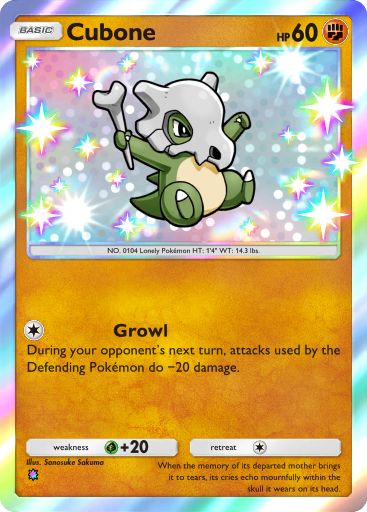 BASIC Cubone HP 60
NO. 0104 Lonely Pokémon HT: 1'4" WT: 14.3 lbs.
Growl
During your opponent's next turn, attacks used by the
Defending Pokémon do −20 damage.
weakness +20 retreat
Illus. Sanosuke Sakuma
When the memory of its departed mother brings
it to tears, its cries echo mournfully within the
skull it wears on its head.